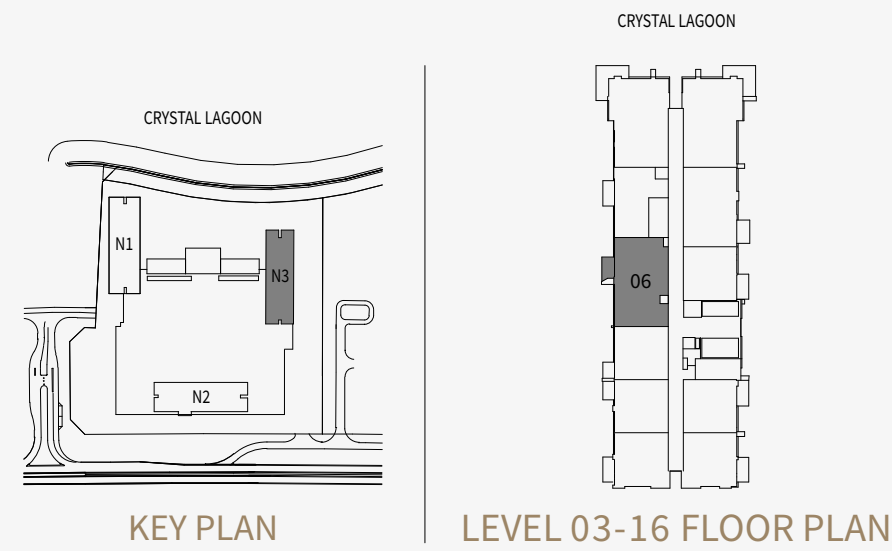 CRYSTAL LAGOON
N1
N3
N2
KEY PLAN
CRYSTAL LAGOON
06
LEVEL 03-16 FLOOR PLAN